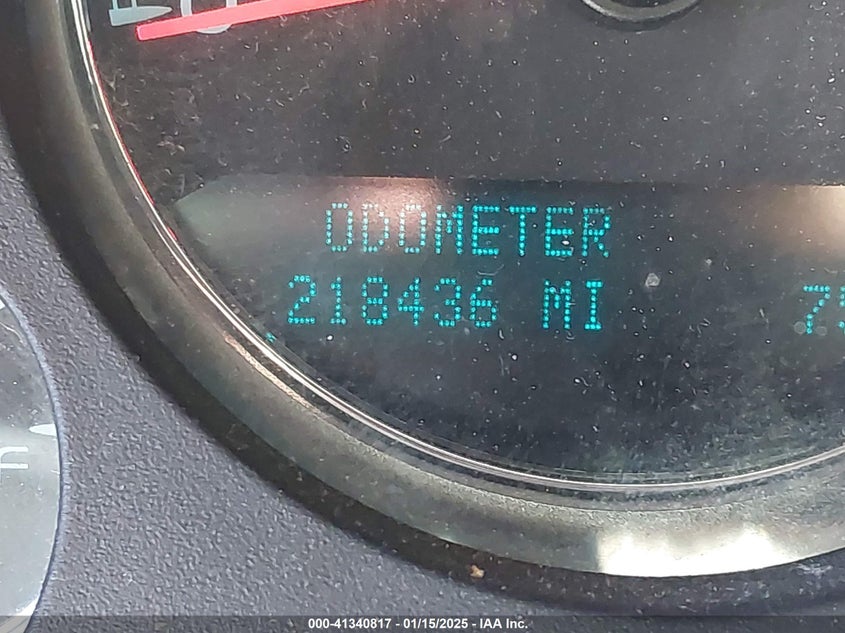 ODOMETER
218436 MI
000-41340817 - 01/15/2025 - IAA Inc.